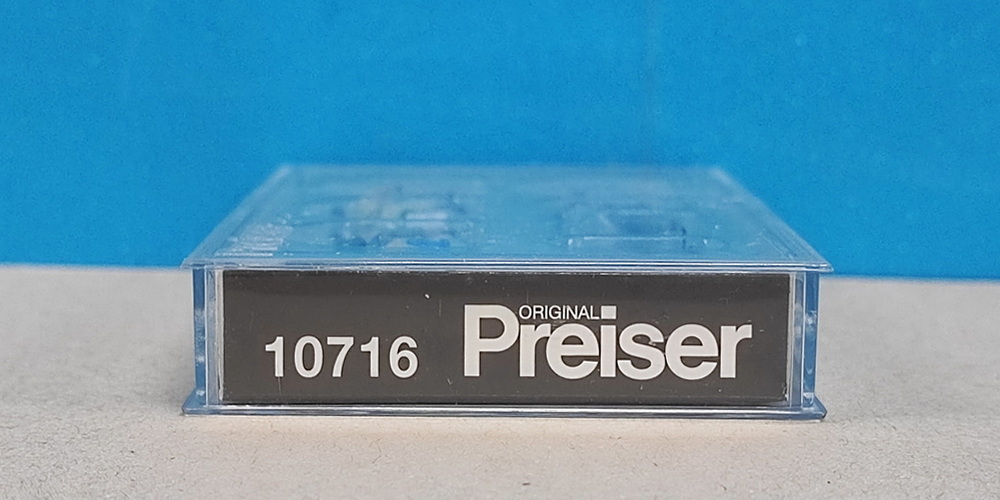 10716
ORIGINAL
Preiser